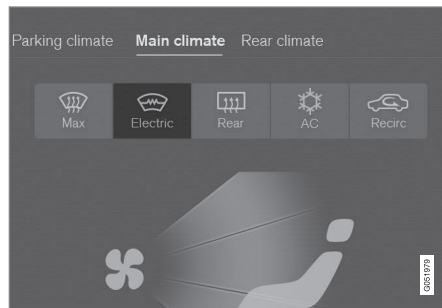 Parking climate Main climate Rear climate
Max Electric Rear AC Recirc
G051979